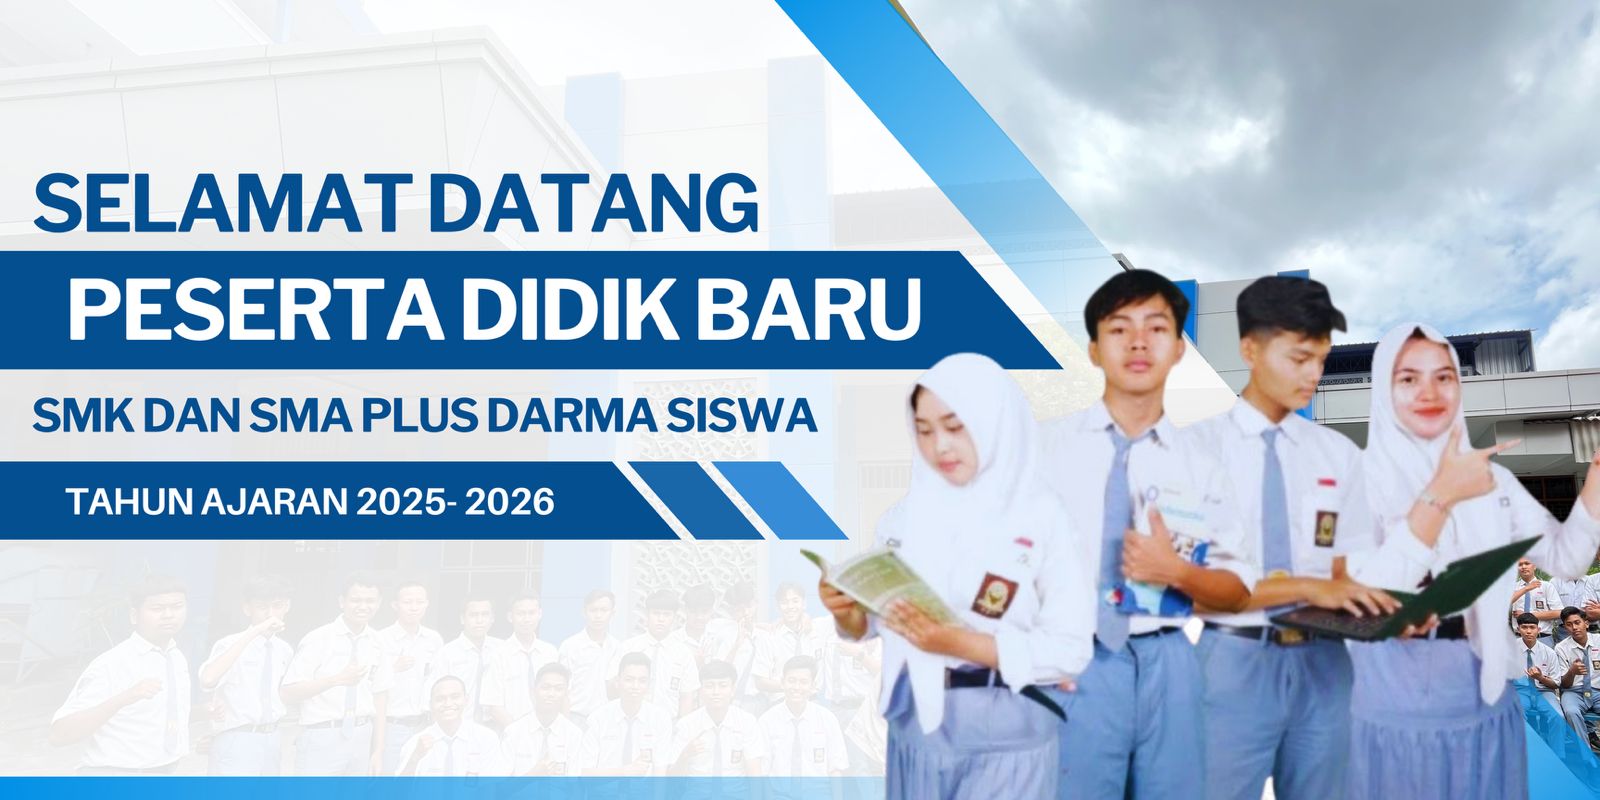 SELAMAT DATANG
PESERTA DIDIK BARU
SMK DAN SMA PLUS DARMA SISWA
TAHUN AJARAN 2025- 2026